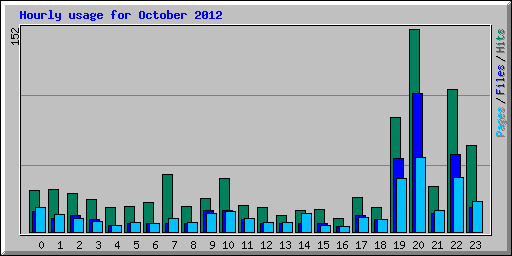 Hourly usage for October 2012
152
Pages/Files/Hits
0 1 2 3 4 5 6 7 8 9 10 11 12 13 14 15 16 17 18 19 20 21 22 23